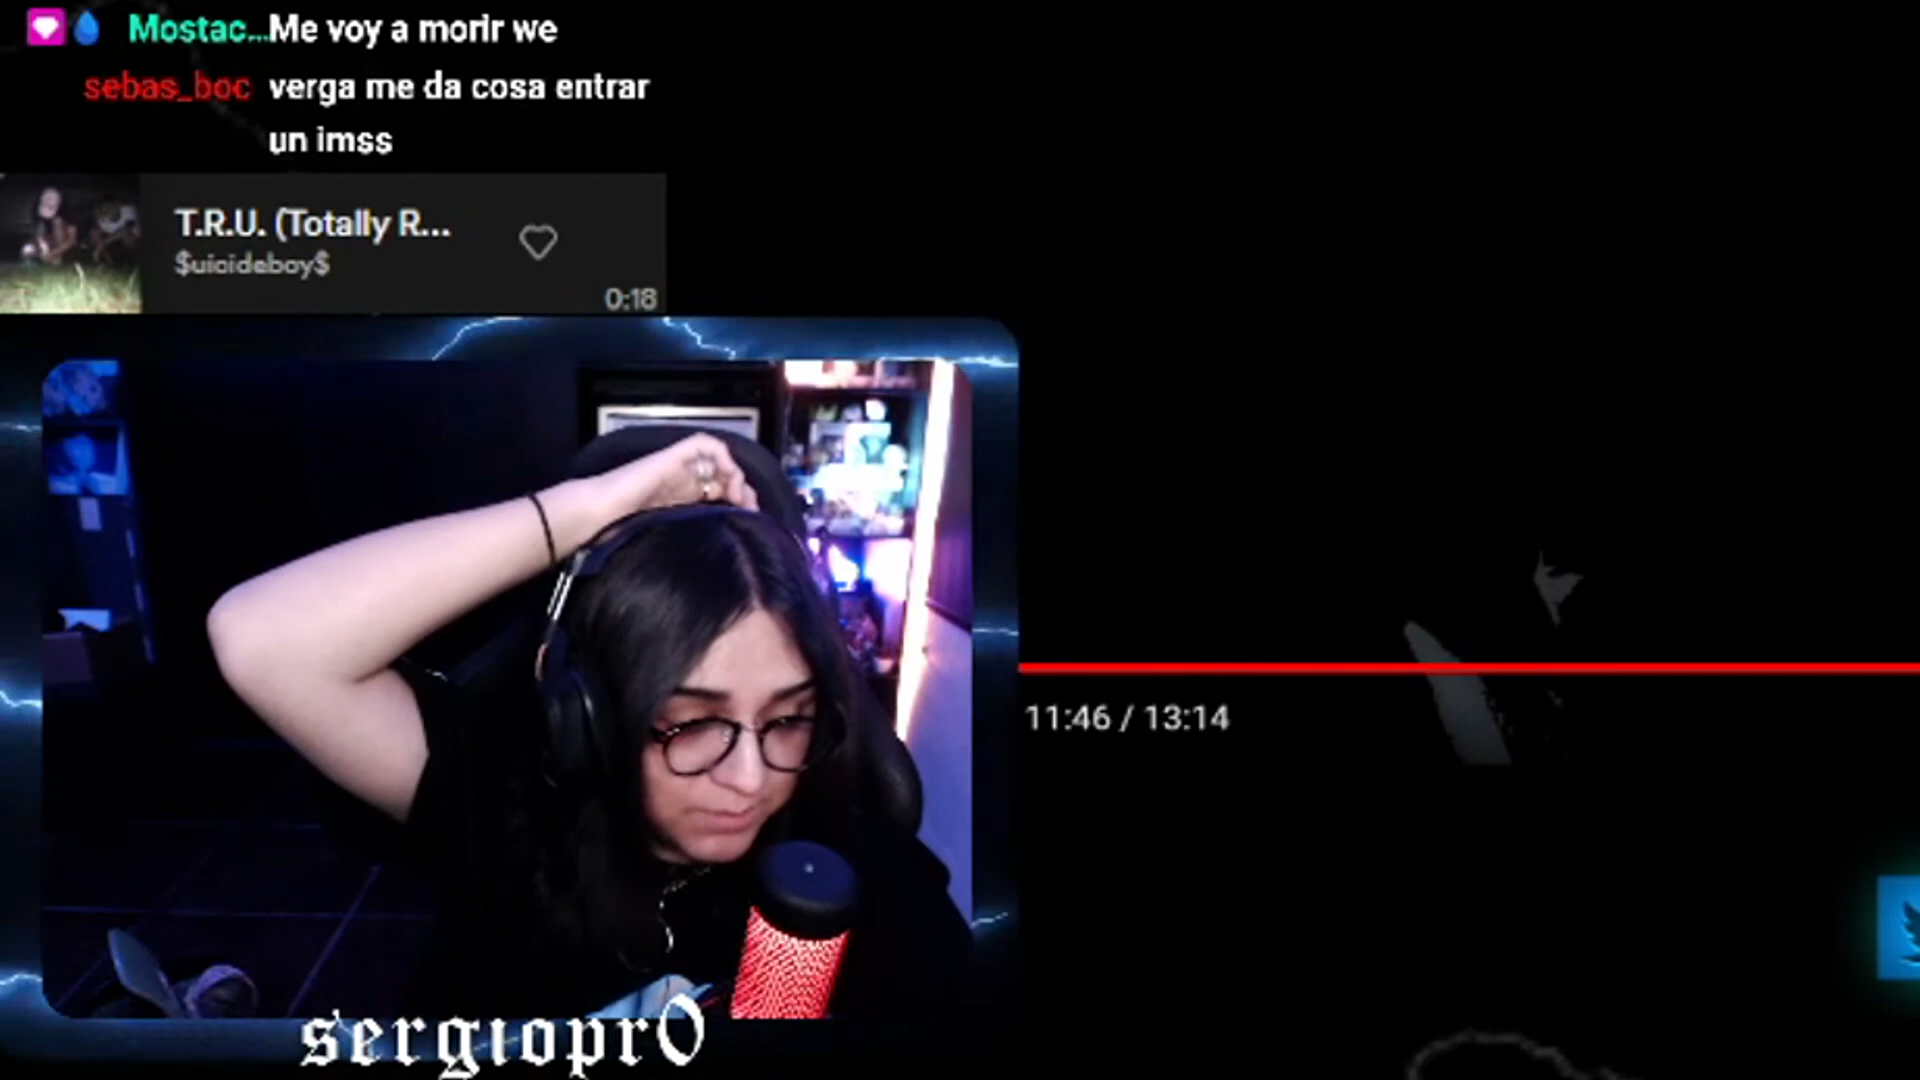 Mostac...Me voy a morir we
sebas_boc verga me da cosa entrar
un imss
T.R.U. (Totally R...
$uicideboy$
0:18
11:46 / 13:14
sergiopr0